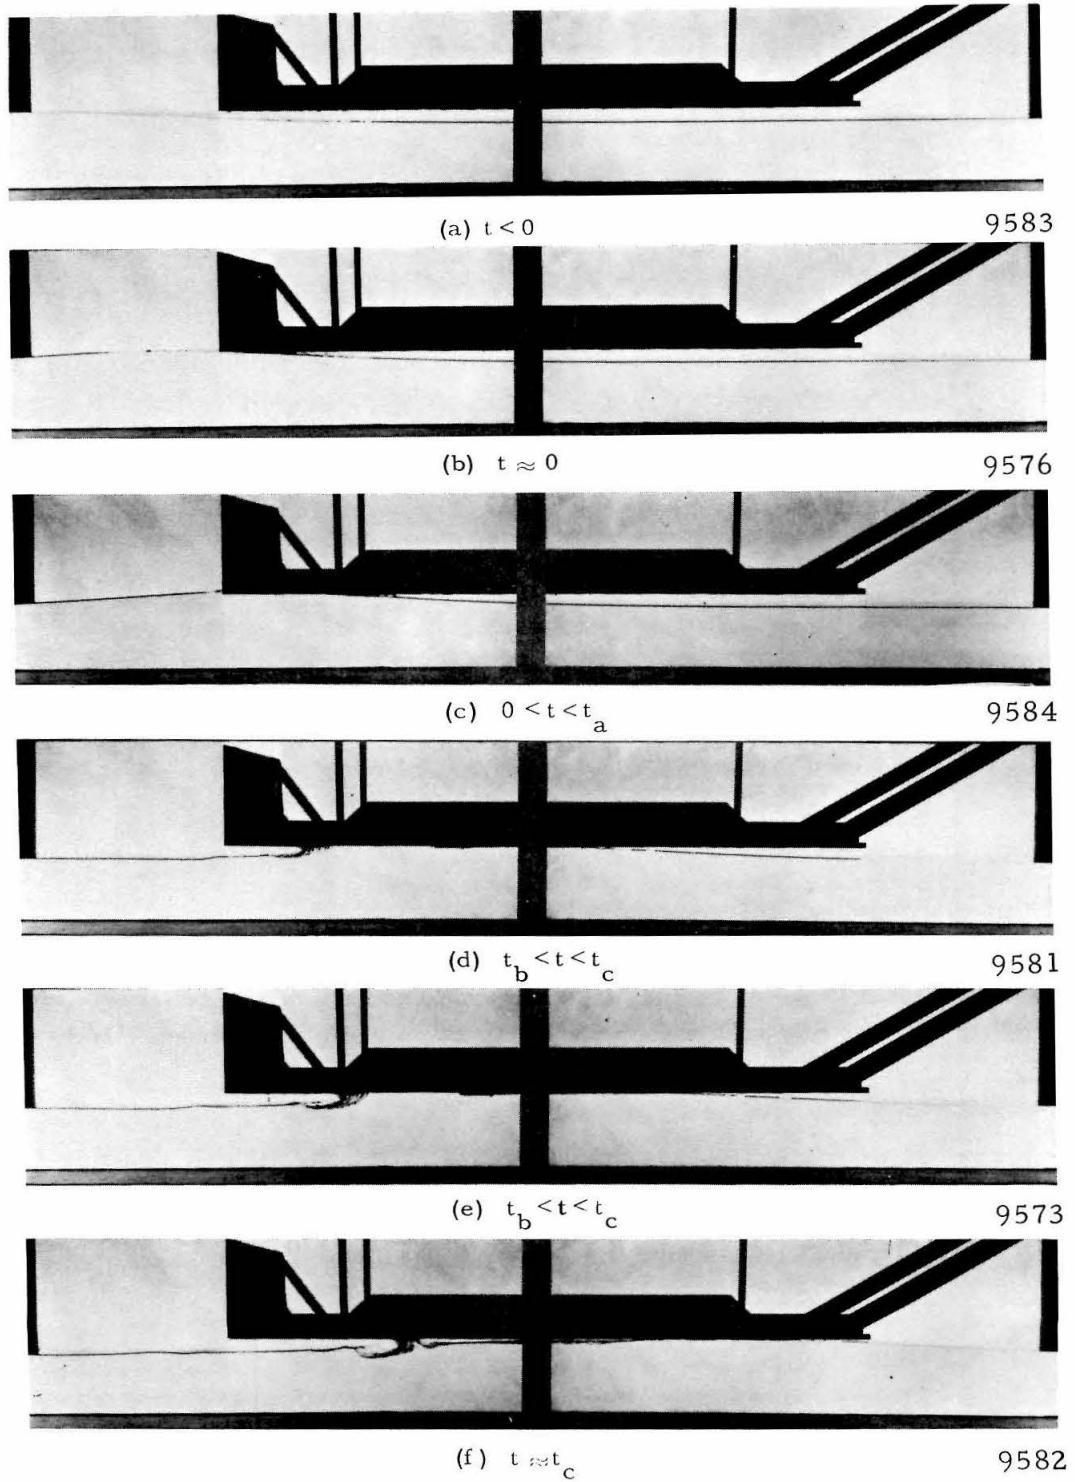 (a) t < 0 9583
(b) t ≈ 0 9576
(c) 0 < t < t_a 9584
(d) t_b < t < t_c 9581
(e) t_b < t < t_c 9573
(f) t ≈ t_c 9582